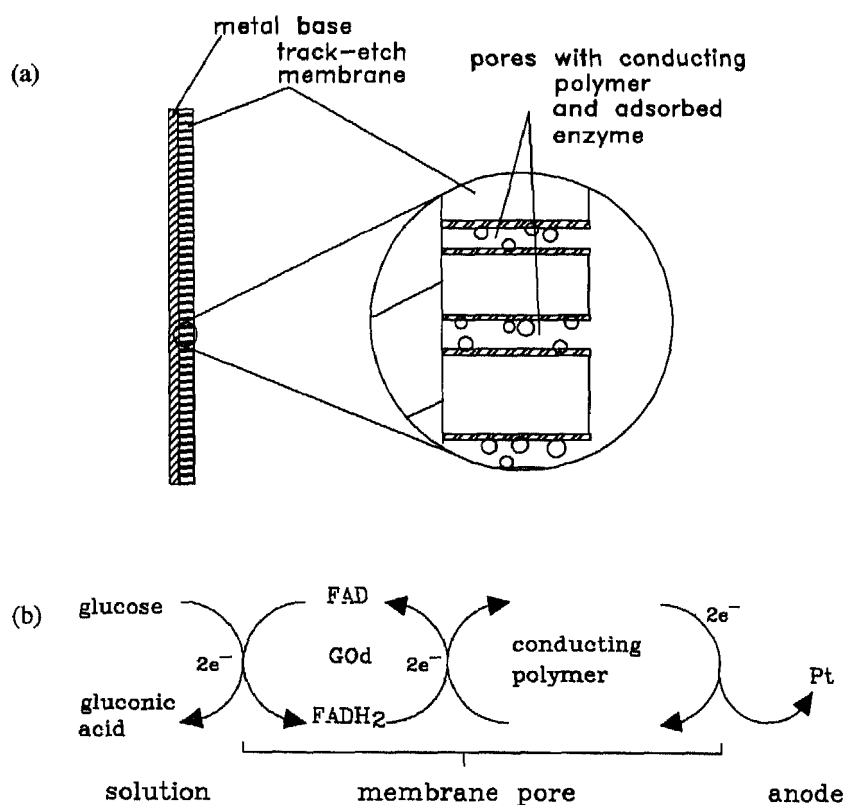 (a)
metal base
track-etch
membrane
pores with conducting
polymer
and adsorbed
enzyme
(b)
glucose
FAD
2e⁻
2e⁻
GOd
2e⁻
conducting
polymer
Pt
gluconic
acid
FADH2
solution
membrane pore
anode